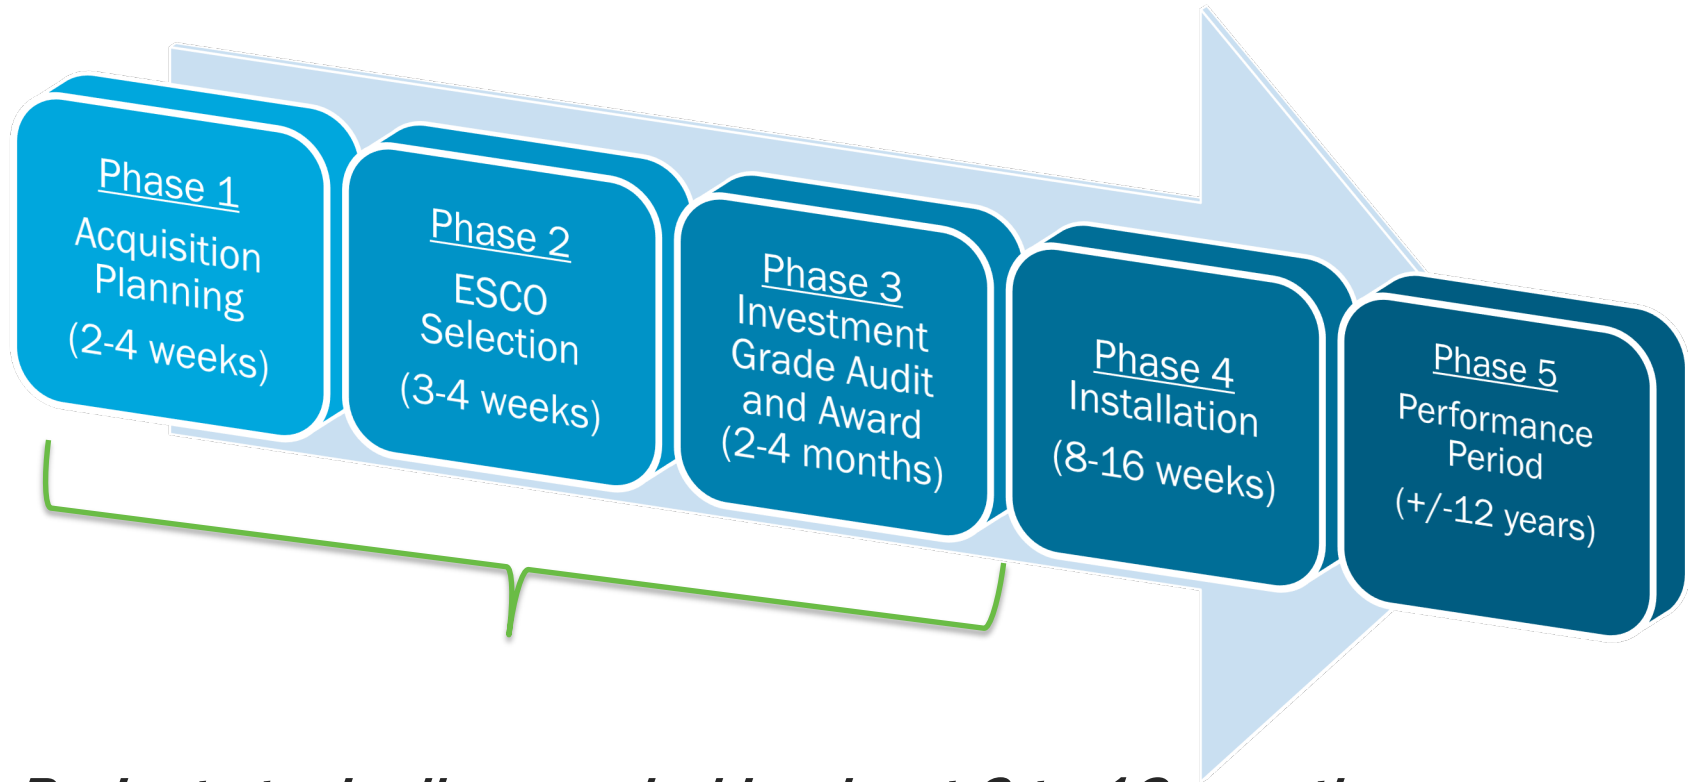 Phase 1
Acquisition
Planning
(2-4 weeks)
Phase 2
ESCO
Selection
(3-4 weeks)
Phase 3
Investment
Grade Audit
and Award
(2-4 months)
Phase 4
Installation
(8-16 weeks)
Phase 5
Performance
Period
(+/-12 years)